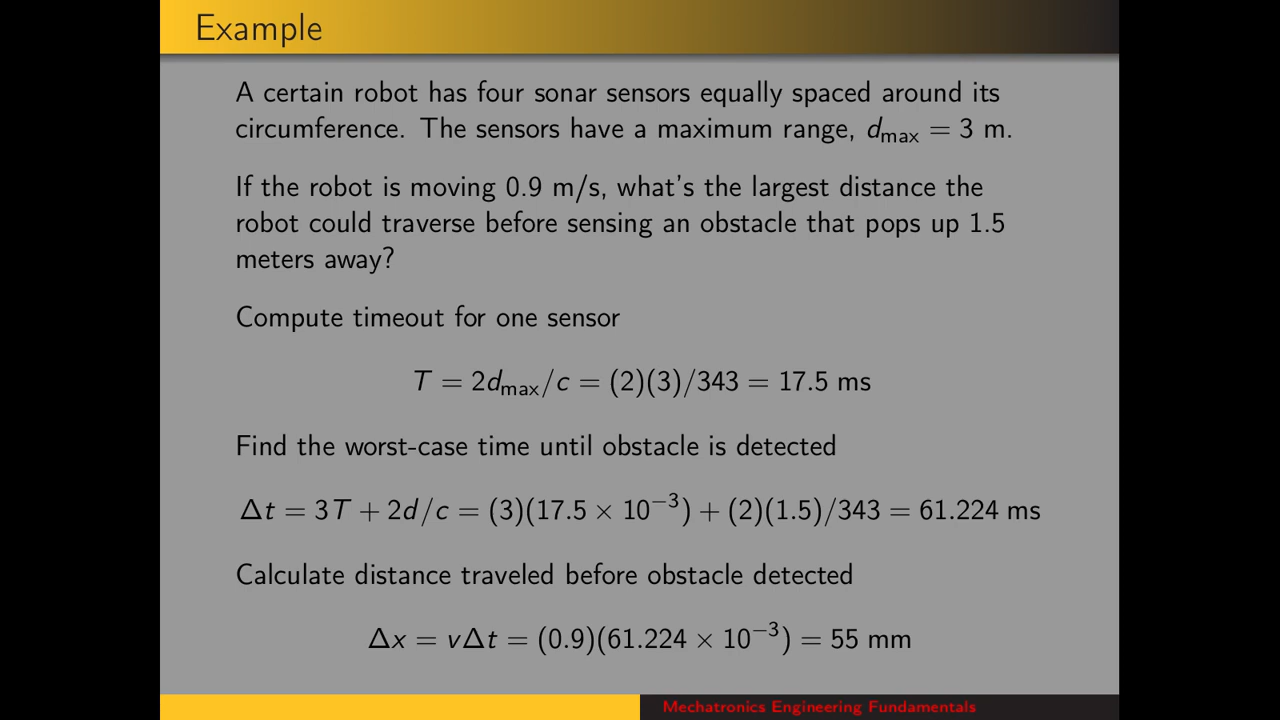 Example
A certain robot has four sonar sensors equally spaced around its
circumference. The sensors have a maximum range, d_max = 3 m.
If the robot is moving 0.9 m/s, what's the largest distance the
robot could traverse before sensing an obstacle that pops up 1.5
meters away?
Compute timeout for one sensor
T = 2d_max/c = (2)(3)/343 = 17.5 ms
Find the worst-case time until obstacle is detected
Δt = 3T + 2d/c = (3)(17.5 × 10⁻³) + (2)(1.5)/343 = 61.224 ms
Calculate distance traveled before obstacle detected
Δx = vΔt = (0.9)(61.224 × 10⁻³) = 55 mm
Mechatronics Engineering Fundamentals